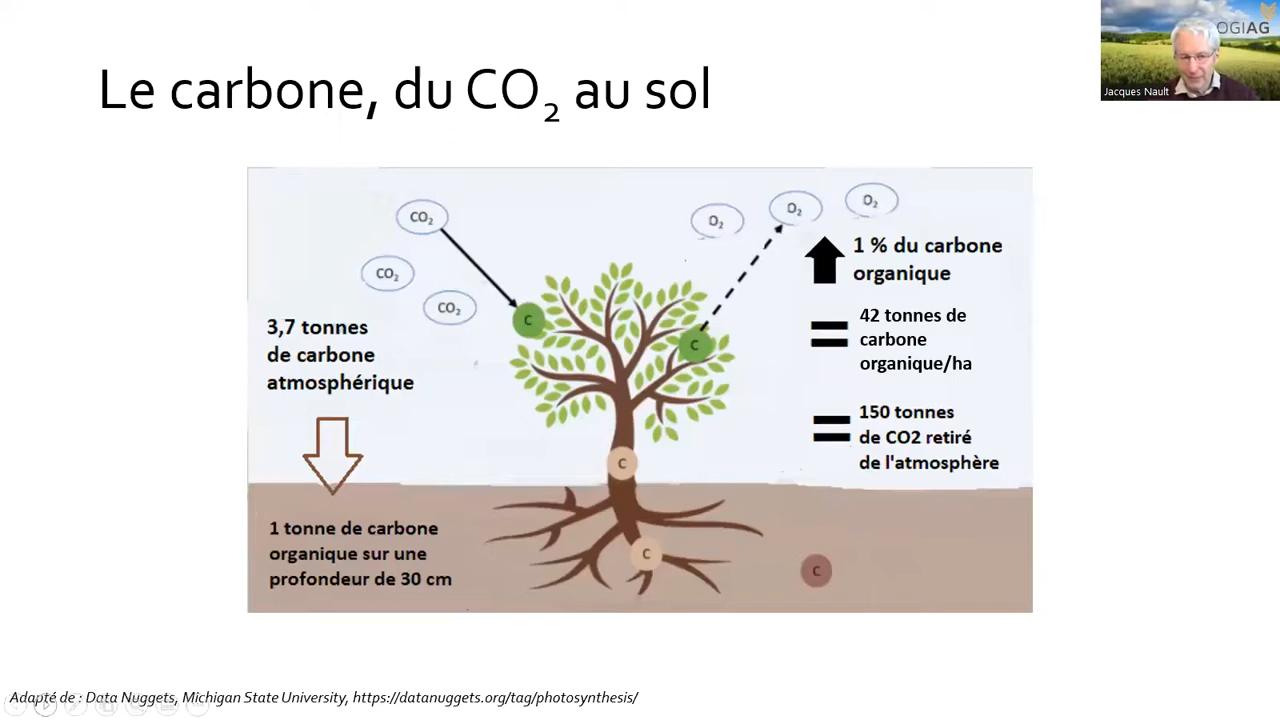 Le carbone, du CO₂ au sol
OGIAG
Jacques Nault
CO₂
CO₂
CO₂
O₂
O₂
O₂
C
C
C
C
C
3,7 tonnes
de carbone
atmosphérique
1 tonne de carbone
organique sur une
profondeur de 30 cm
1 % du carbone
organique
42 tonnes de
carbone
organique/ha
150 tonnes
de CO2 retiré
de l'atmosphère
Adapté de : Data Nuggets, Michigan State University, https://datanuggets.org/tag/photosynthesis/